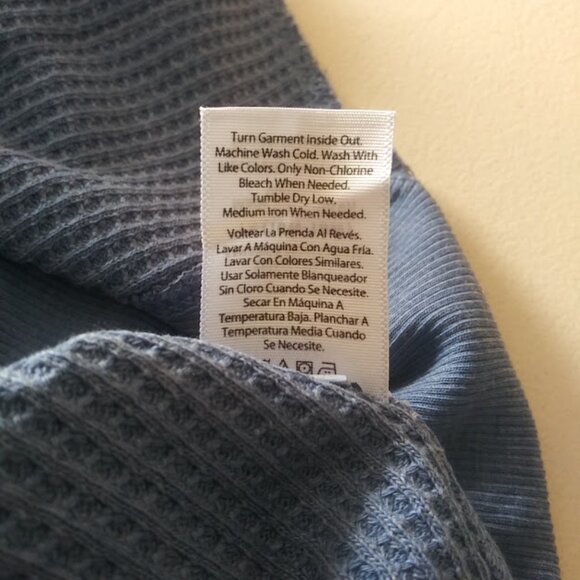 Turn Garment Inside Out.
Machine Wash Cold. Wash With
Like Colors. Only Non-Chlorine
Bleach When Needed.
Tumble Dry Low.
Medium Iron When Needed.
Voltear La Prenda Al Revés.
Lavar A Máquina Con Agua Fría.
Lavar Con Colores Similares.
Usar Solamente Blanqueador
Sin Cloro Cuando Se Necesite.
Secar En Máquina A
Temperatura Baja. Planchar A
Temperatura Media Cuando
Se Necesite.